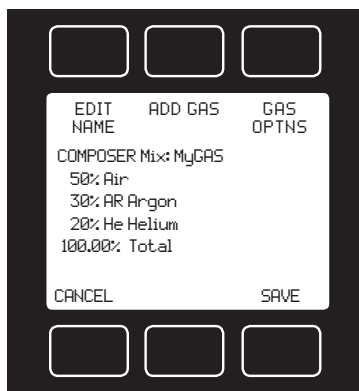 EDIT NAME ADD GAS GAS OPTNS
COMPOSER Mix: MyGAS
50% Air
30% AR Argon
20% He Helium
100.00% Total
CANCEL SAVE